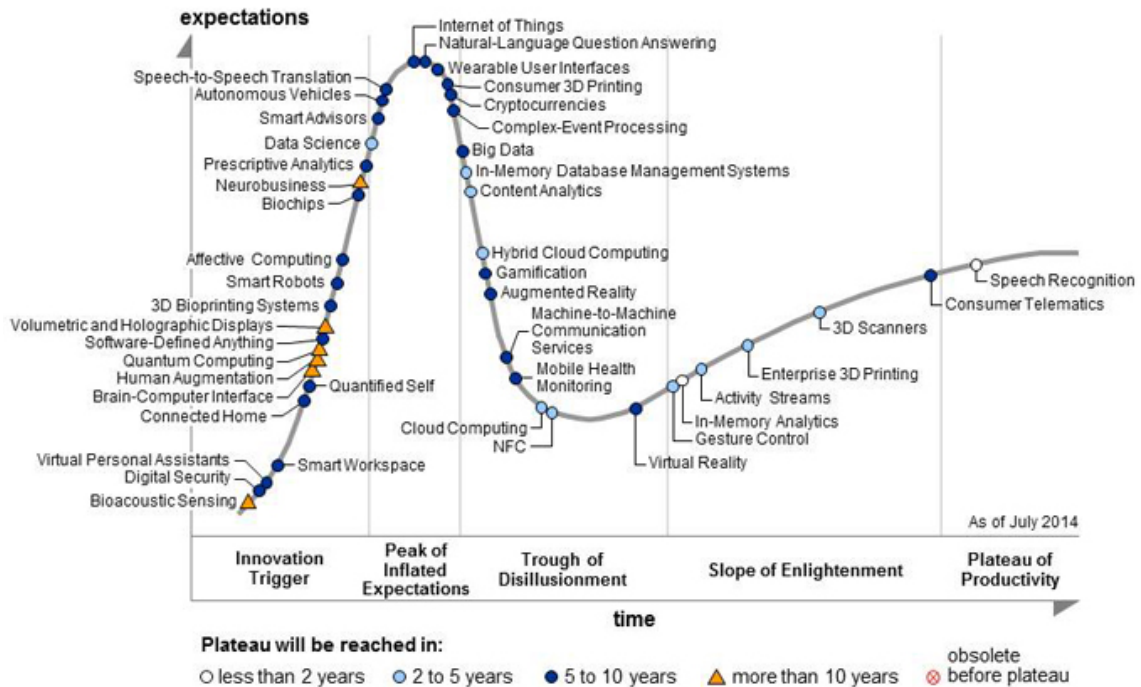 expectations
Internet of Things
Natural-Language Question Answering
Wearable User Interfaces
Consumer 3D Printing
Cryptocurrencies
Complex-Event Processing
Speech-to-Speech Translation
Autonomous Vehicles
Smart Advisors
Data Science
Prescriptive Analytics
Neurobusiness
Biochips
Big Data
In-Memory Database Management Systems
Content Analytics
Hybrid Cloud Computing
Gamification
Augmented Reality
Machine-to-Machine
Communication
Services
Mobile Health
Monitoring
Affective Computing
Smart Robots
3D Bioprinting Systems
Volumetric and Holographic Displays
Software-Defined Anything
Quantum Computing
Human Augmentation
Brain-Computer Interface
Quantified Self
Connected Home
Cloud Computing
NFC
Virtual Personal Assistants
Smart Workspace
Digital Security
Bioacoustic Sensing
Speech Recognition
Consumer Telematics
3D Scanners
Enterprise 3D Printing
Activity Streams
In-Memory Analytics
Gesture Control
Virtual Reality
As of July 2014
Innovation
Trigger
Peak of
Inflated
Expectations
Trough of
Disillusionment
Slope of Enlightenment
Plateau of
Productivity
time
Plateau will be reached in:
less than 2 years
2 to 5 years
5 to 10 years
more than 10 years
obsolete
before plateau